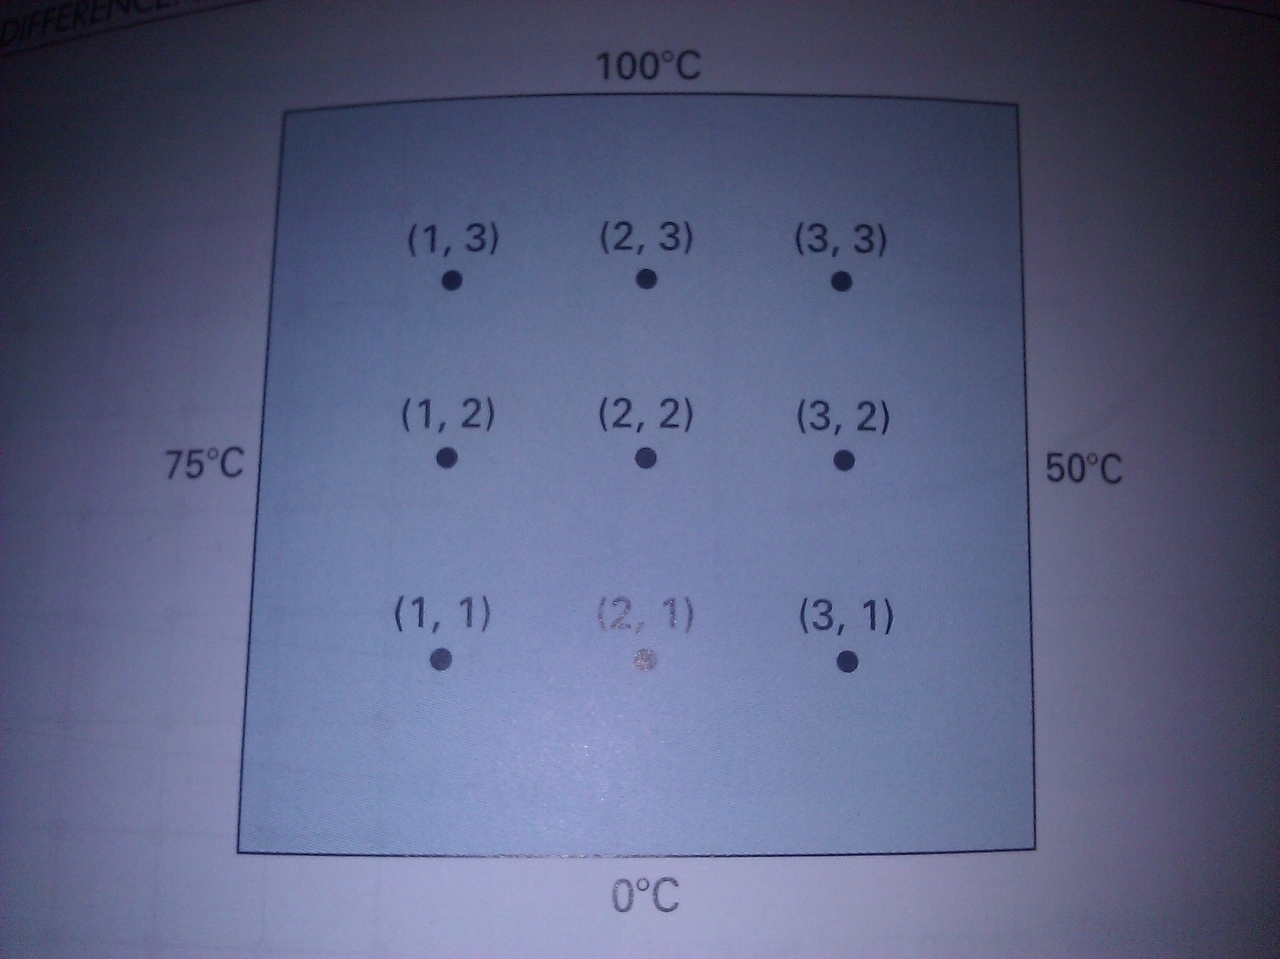 100°C
(1, 3) (2, 3) (3, 3)
(1, 2) (2, 2) (3, 2)
75°C 50°C
(1, 1) (2, 1) (3, 1)
0°C